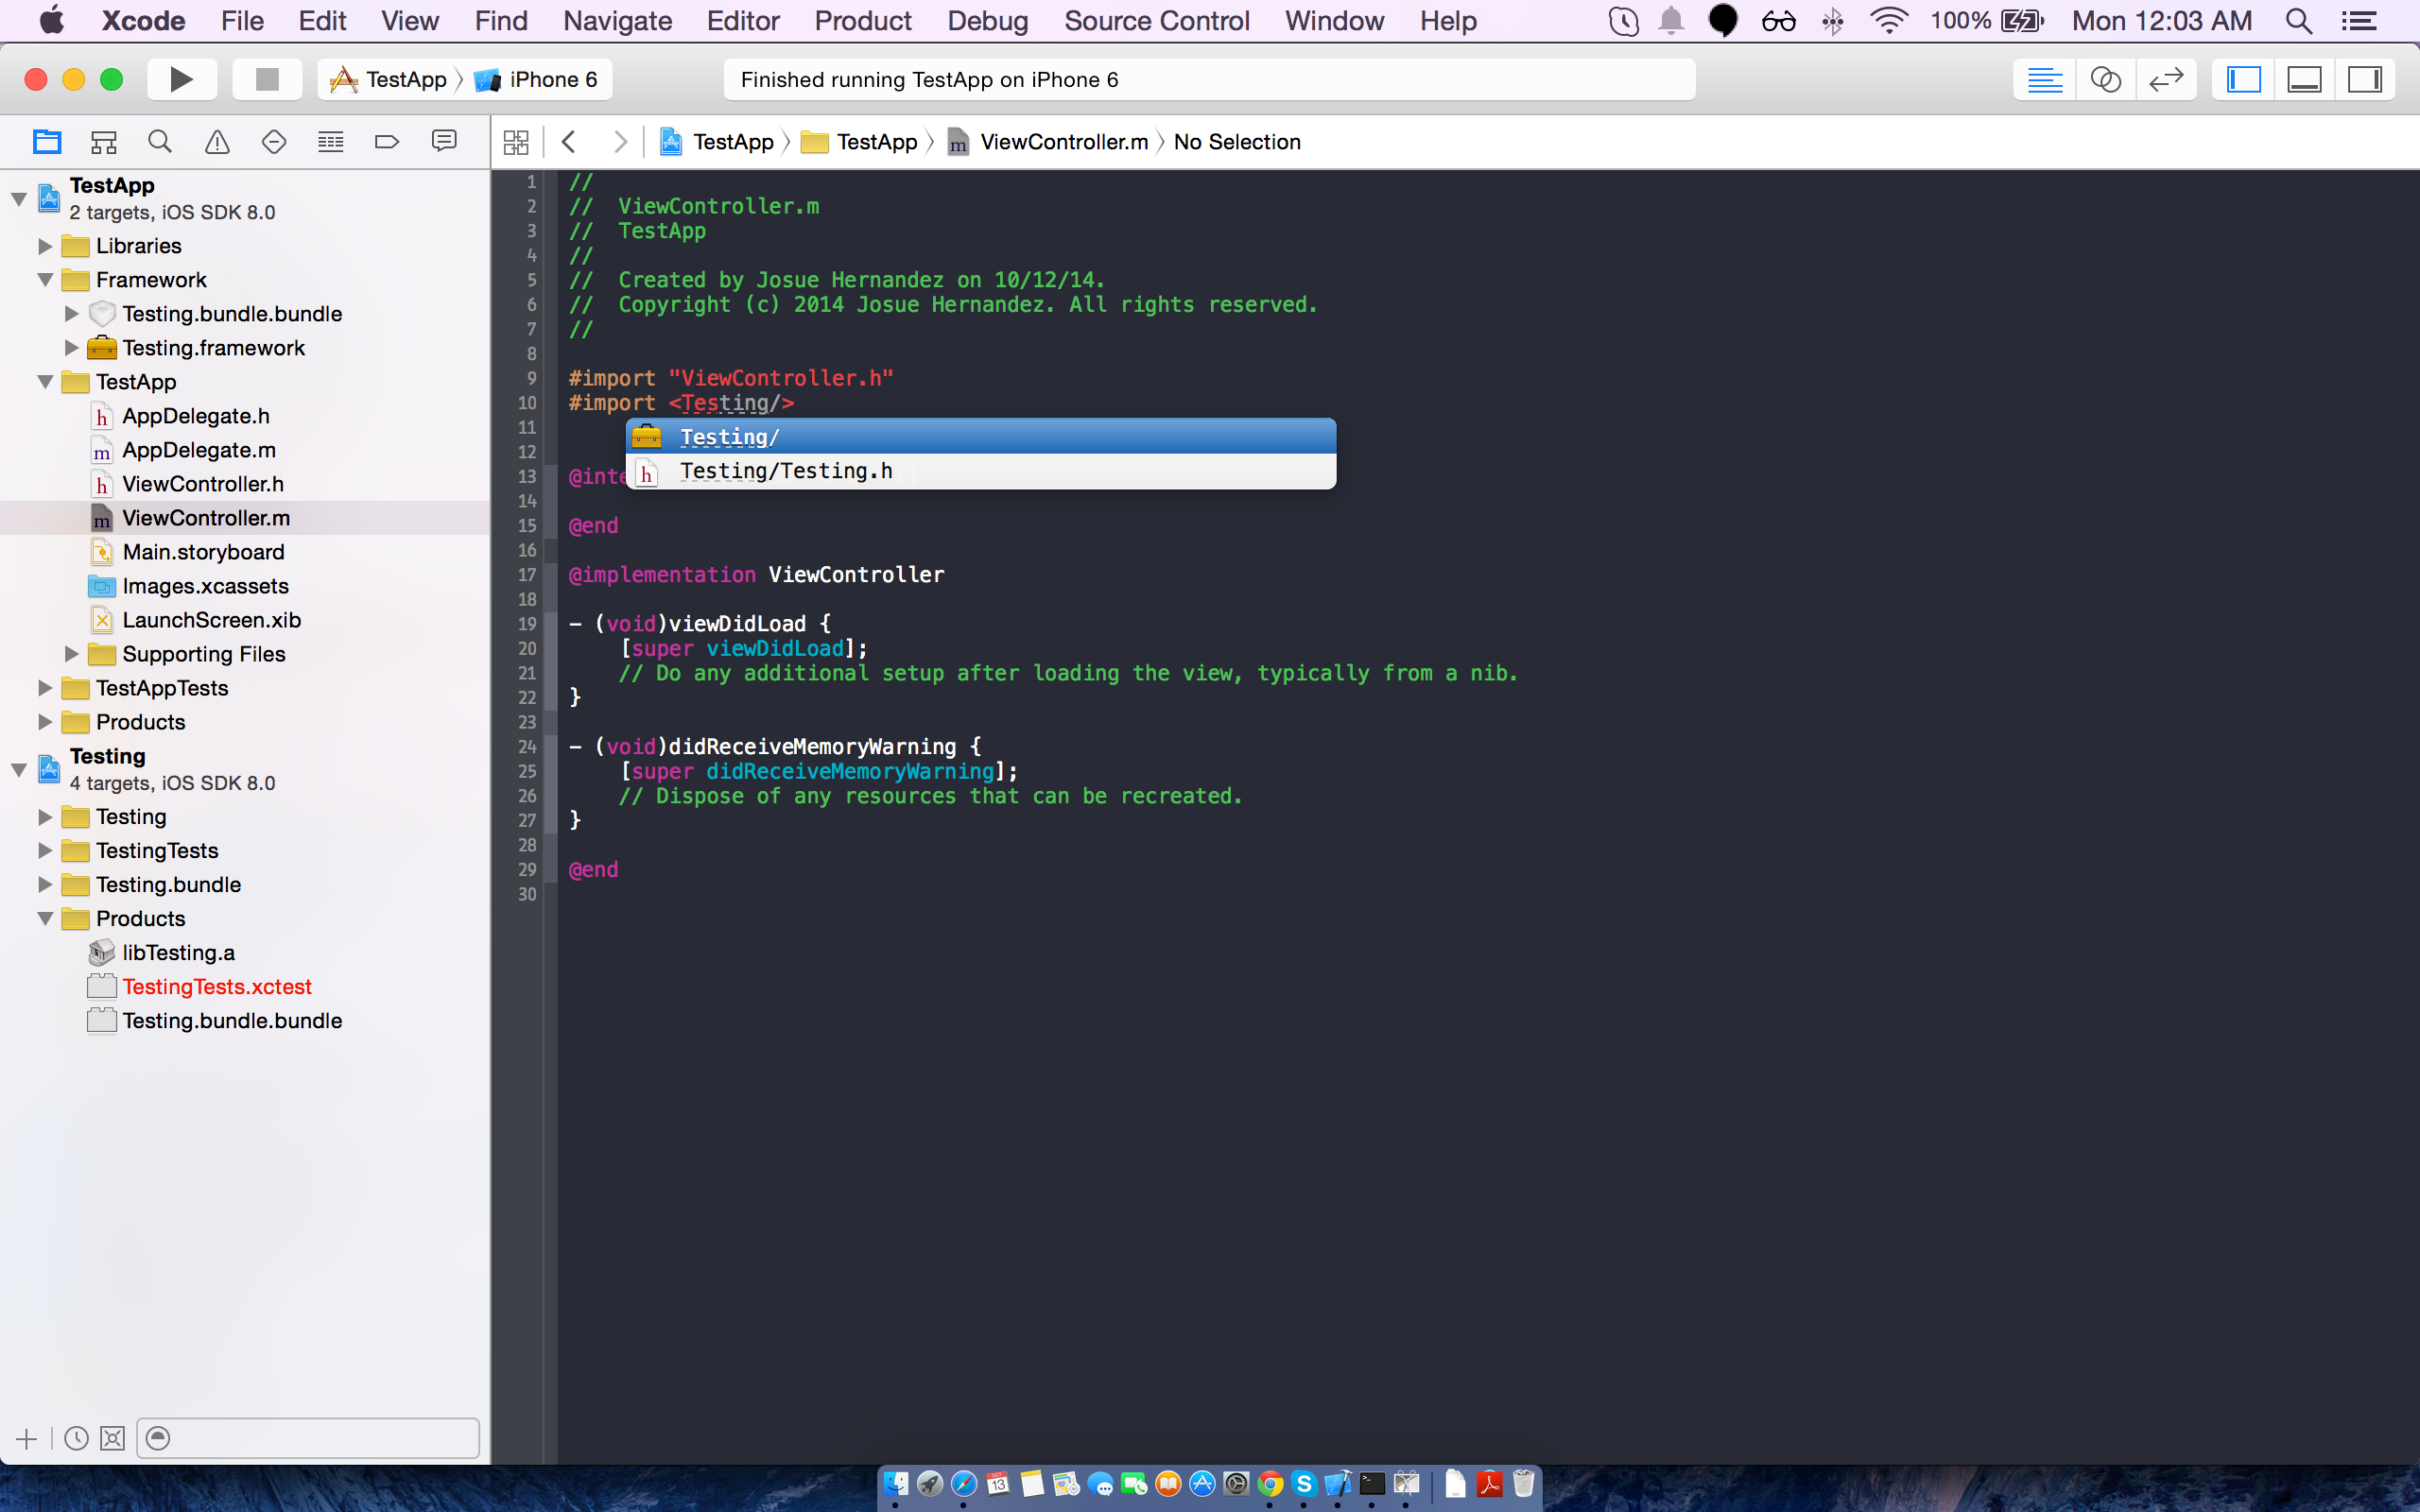 Xcode File Edit View Find Navigate Editor Product Debug Source Control Window Help 100% Mon 12:03 AM
TestApp iPhone 6 Finished running TestApp on iPhone 6
TestApp TestApp m ViewController.m No Selection
TestApp
2 targets, iOS SDK 8.0
Libraries
Framework
Testing.bundle.bundle
Testing.framework
TestApp
h AppDelegate.h
m AppDelegate.m
h ViewController.h
m ViewController.m
Main.storyboard
Images.xcassets
LaunchScreen.xib
Supporting Files
TestAppTests
Products
Testing
4 targets, iOS SDK 8.0
Testing
TestingTests
Testing.bundle
Products
libTesting.a
TestingTests.xctest
Testing.bundle.bundle
1 //
2 //  ViewController.m
3 //  TestApp
4 //
5 //  Created by Josue Hernandez on 10/12/14.
6 //  Copyright (c) 2014 Josue Hernandez. All rights reserved.
7 //
8
9 #import "ViewController.h"
10 #import <Testing/>
11
Testing/
12
h Testing/Testing.h
13 @inte
14
15 @end
16
17 @implementation ViewController
18
19 - (void)viewDidLoad {
20     [super viewDidLoad];
21     // Do any additional setup after loading the view, typically from a nib.
22 }
23
24 - (void)didReceiveMemoryWarning {
25     [super didReceiveMemoryWarning];
26     // Dispose of any resources that can be recreated.
27 }
28
29 @end
30
13
S